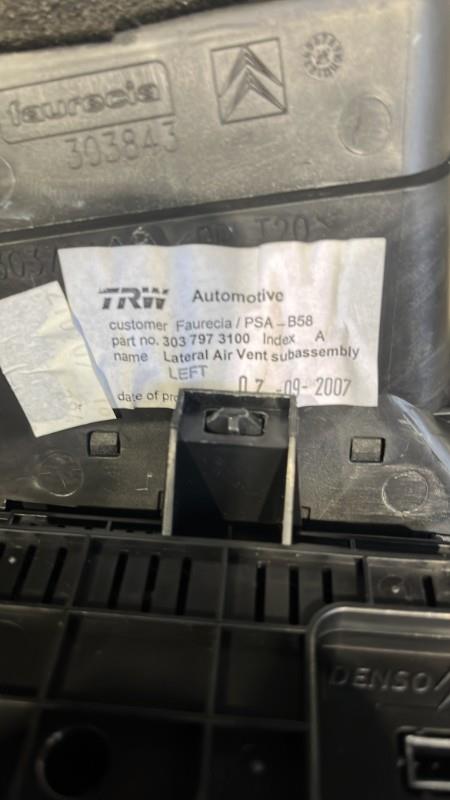 faurecia
303843
TRW Automotive
customer Faurecia / PSA - B58
part no. 303 797 3100 Index A
name Lateral Air Vent subassembly
LEFT
date of pro 07 -09- 2007
DENSO